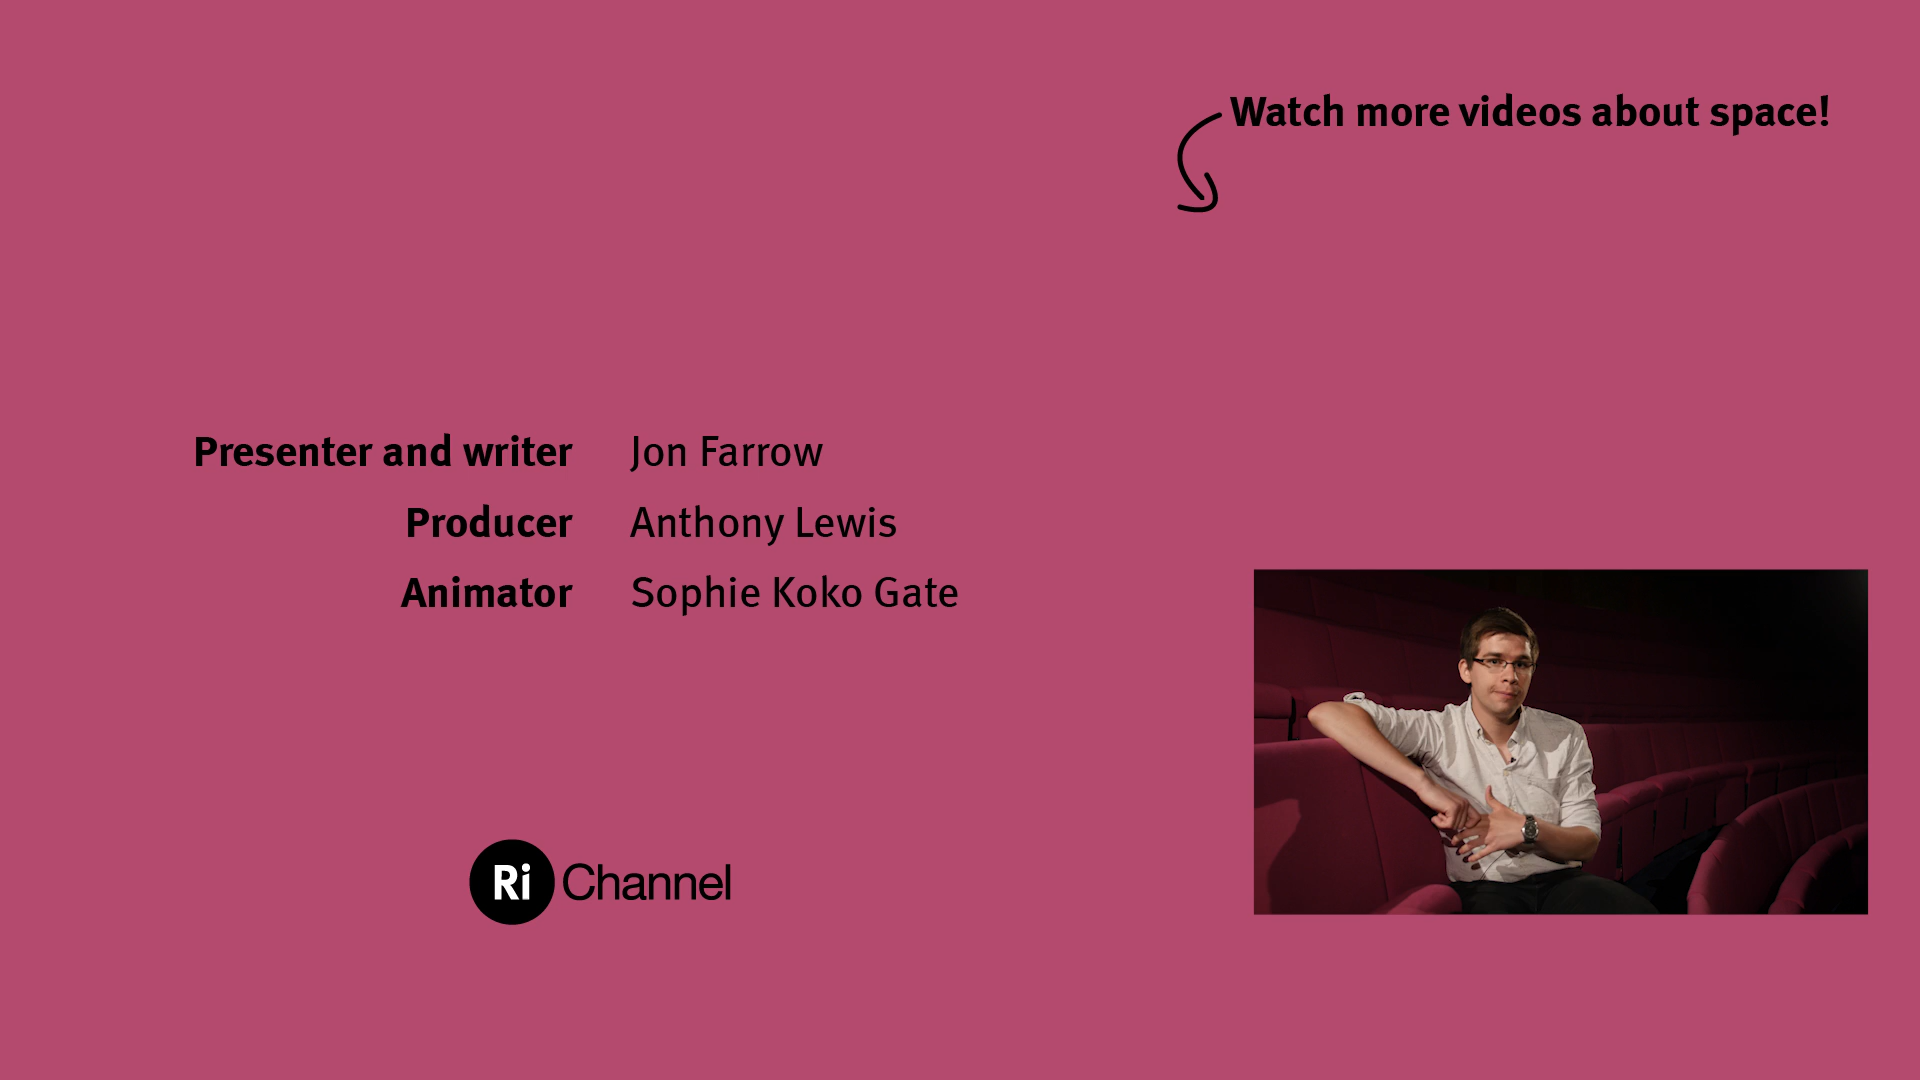 Watch more videos about space!
Presenter and writer Jon Farrow
Producer Anthony Lewis
Animator Sophie Koko Gate
Ri Channel